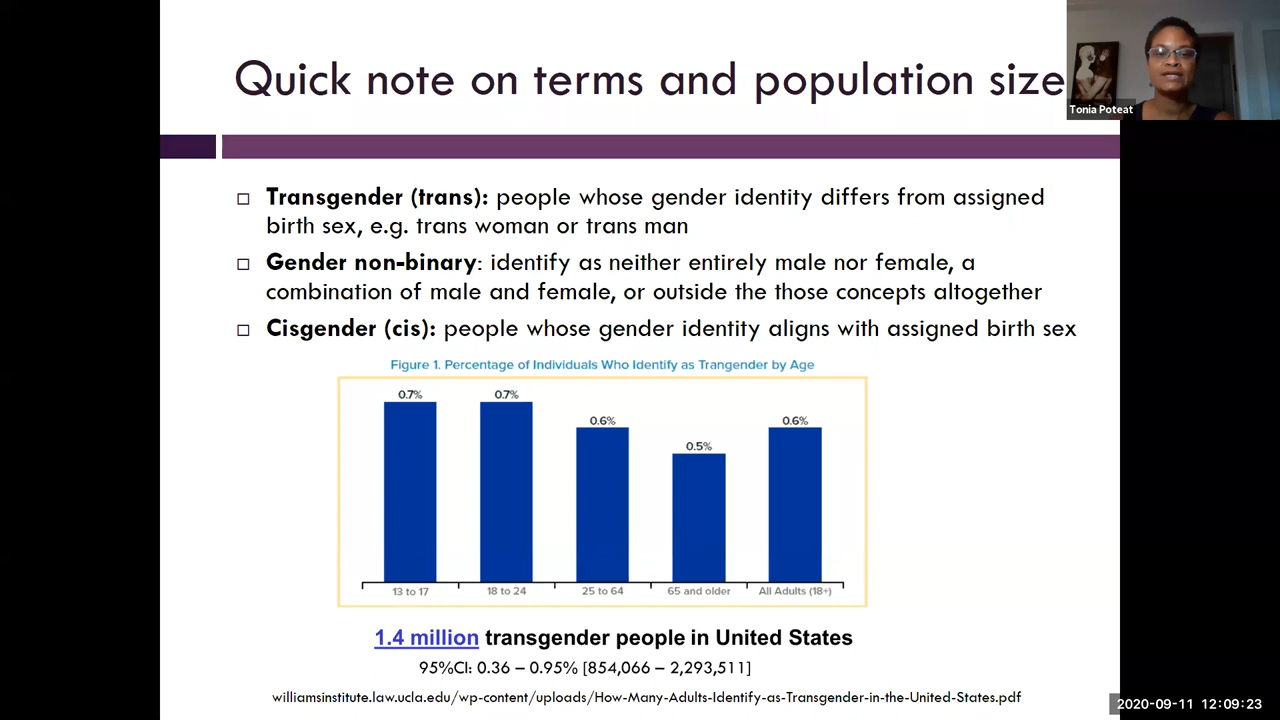 Quick note on terms and population size
Tonia Poteat
Transgender (trans): people whose gender identity differs from assigned
birth sex, e.g. trans woman or trans man
Gender non-binary: identify as neither entirely male nor female, a
combination of male and female, or outside the those concepts altogether
Cisgender (cis): people whose gender identity aligns with assigned birth sex
Figure 1. Percentage of Individuals Who Identify as Trangender by Age
0.7% 0.7% 0.6% 0.5% 0.6%
13 to 17 18 to 24 25 to 64 65 and older All Adults (18+)
1.4 million transgender people in United States
95%CI: 0.36 – 0.95% [854,066 – 2,293,511]
williamsinstitute.law.ucla.edu/wp-content/uploads/How-Many-Adults-Identify-as-Transgender-in-the-United-States.pdf
2020-09-11 12:09:23